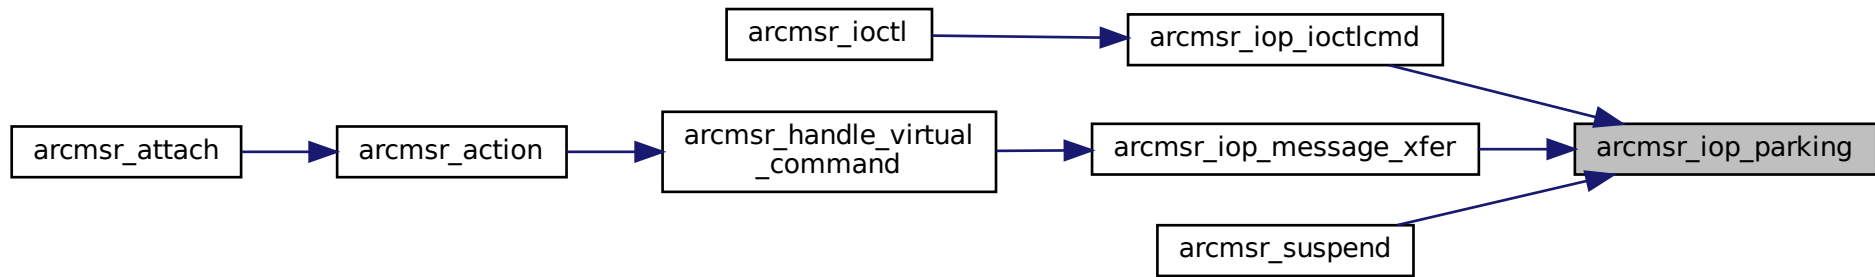 arcmsr_ioctl
arcmsr_iop_ioctlcmd
arcmsr_attach
arcmsr_action
arcmsr_handle_virtual
_command
arcmsr_iop_message_xfer
arcmsr_iop_parking
arcmsr_suspend